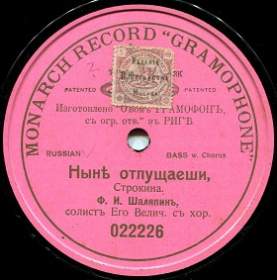 MONARCH RECORD "GRAMOPHONE"
PATENTED PATENTED
Изготовлено "Общ. ГРАМОФОНЪ,
съ огр. отв." въ РИГѢ.
RUSSIAN BASS w. Chorus
Нынѣ отпущаеши,
Строкина.
Ф. И. Шаляпинъ,
солистъ Его Велич. съ хор.
022226